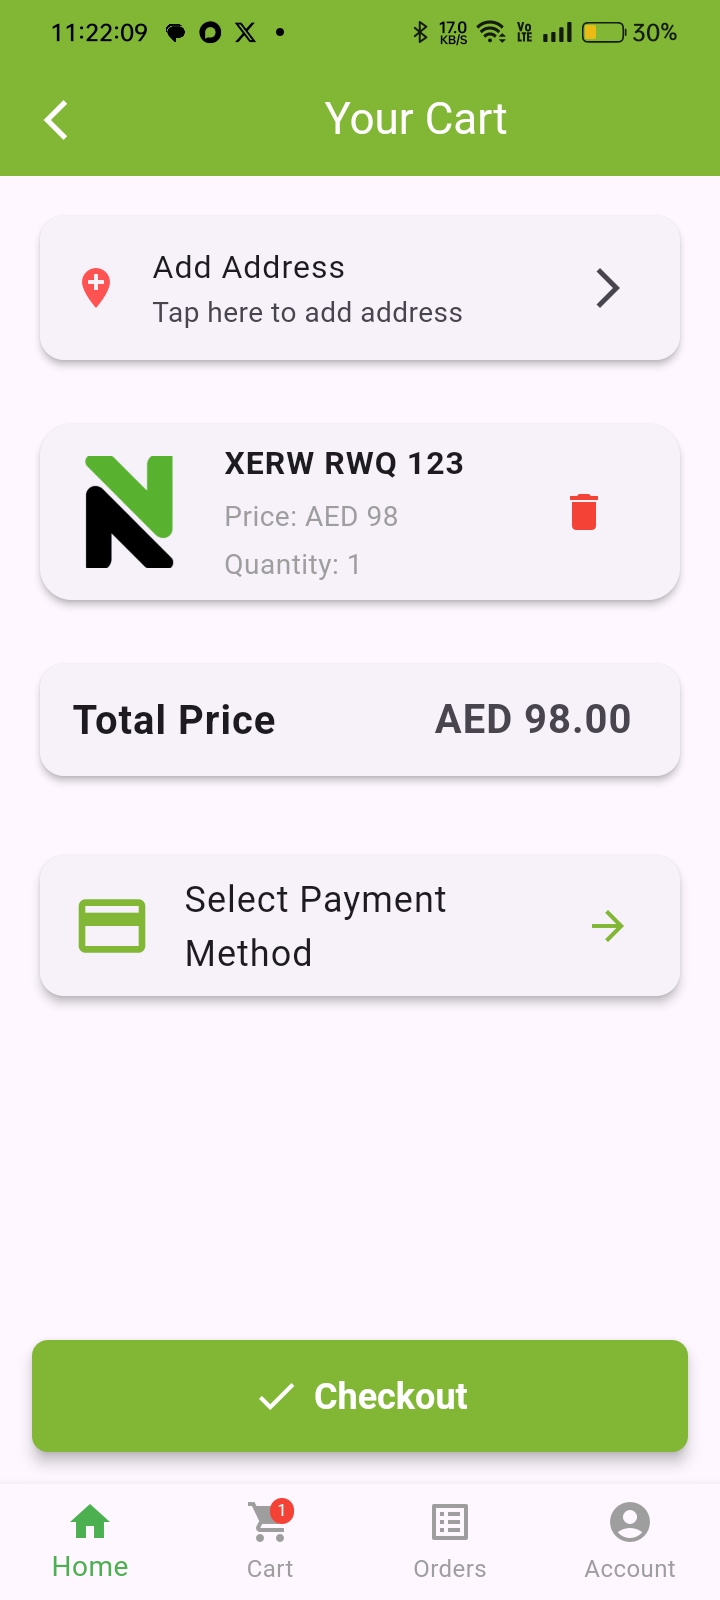 11:22:09 17.0 KB/S Vo LTE 30%
Your Cart
Add Address
Tap here to add address
XERW RWQ 123
Price: AED 98
Quantity: 1
Total Price AED 98.00
Select Payment
Method
Checkout
1
Home Cart Orders Account